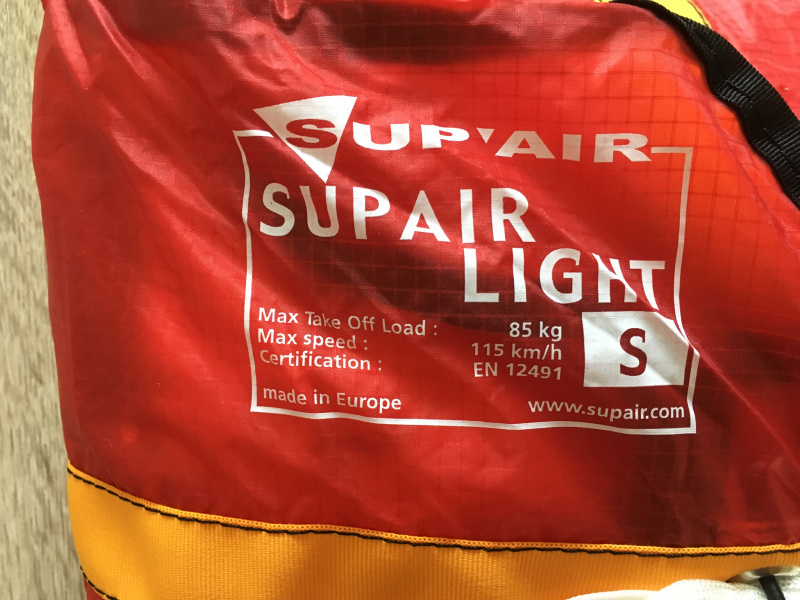 SUP'AIR
SUPAIR
LIGHT
Max Take Off Load : 85 kg
Max speed : 115 km/h
Certification : EN 12491
S
made in Europe
www.supair.com